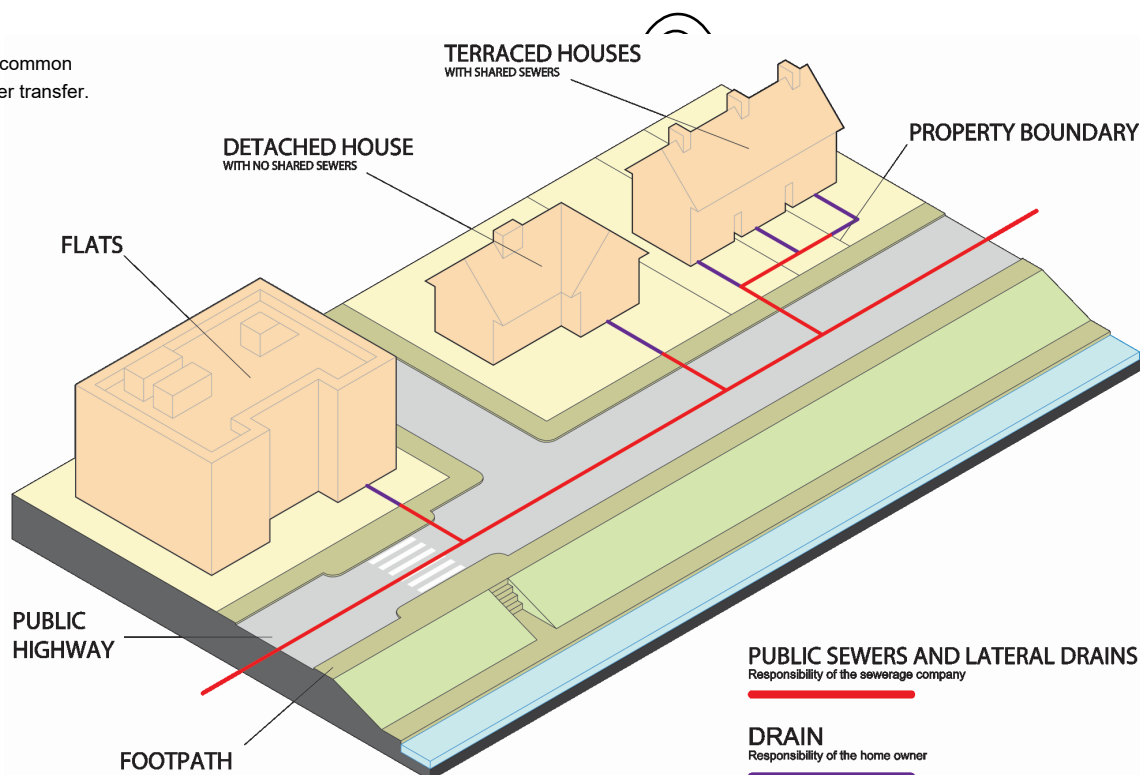 common
er transfer.
TERRACED HOUSES
WITH SHARED SEWERS
DETACHED HOUSE
WITH NO SHARED SEWERS
PROPERTY BOUNDARY
FLATS
PUBLIC
HIGHWAY
FOOTPATH
PUBLIC SEWERS AND LATERAL DRAINS
Responsibility of the sewerage company
DRAIN
Responsibility of the home owner